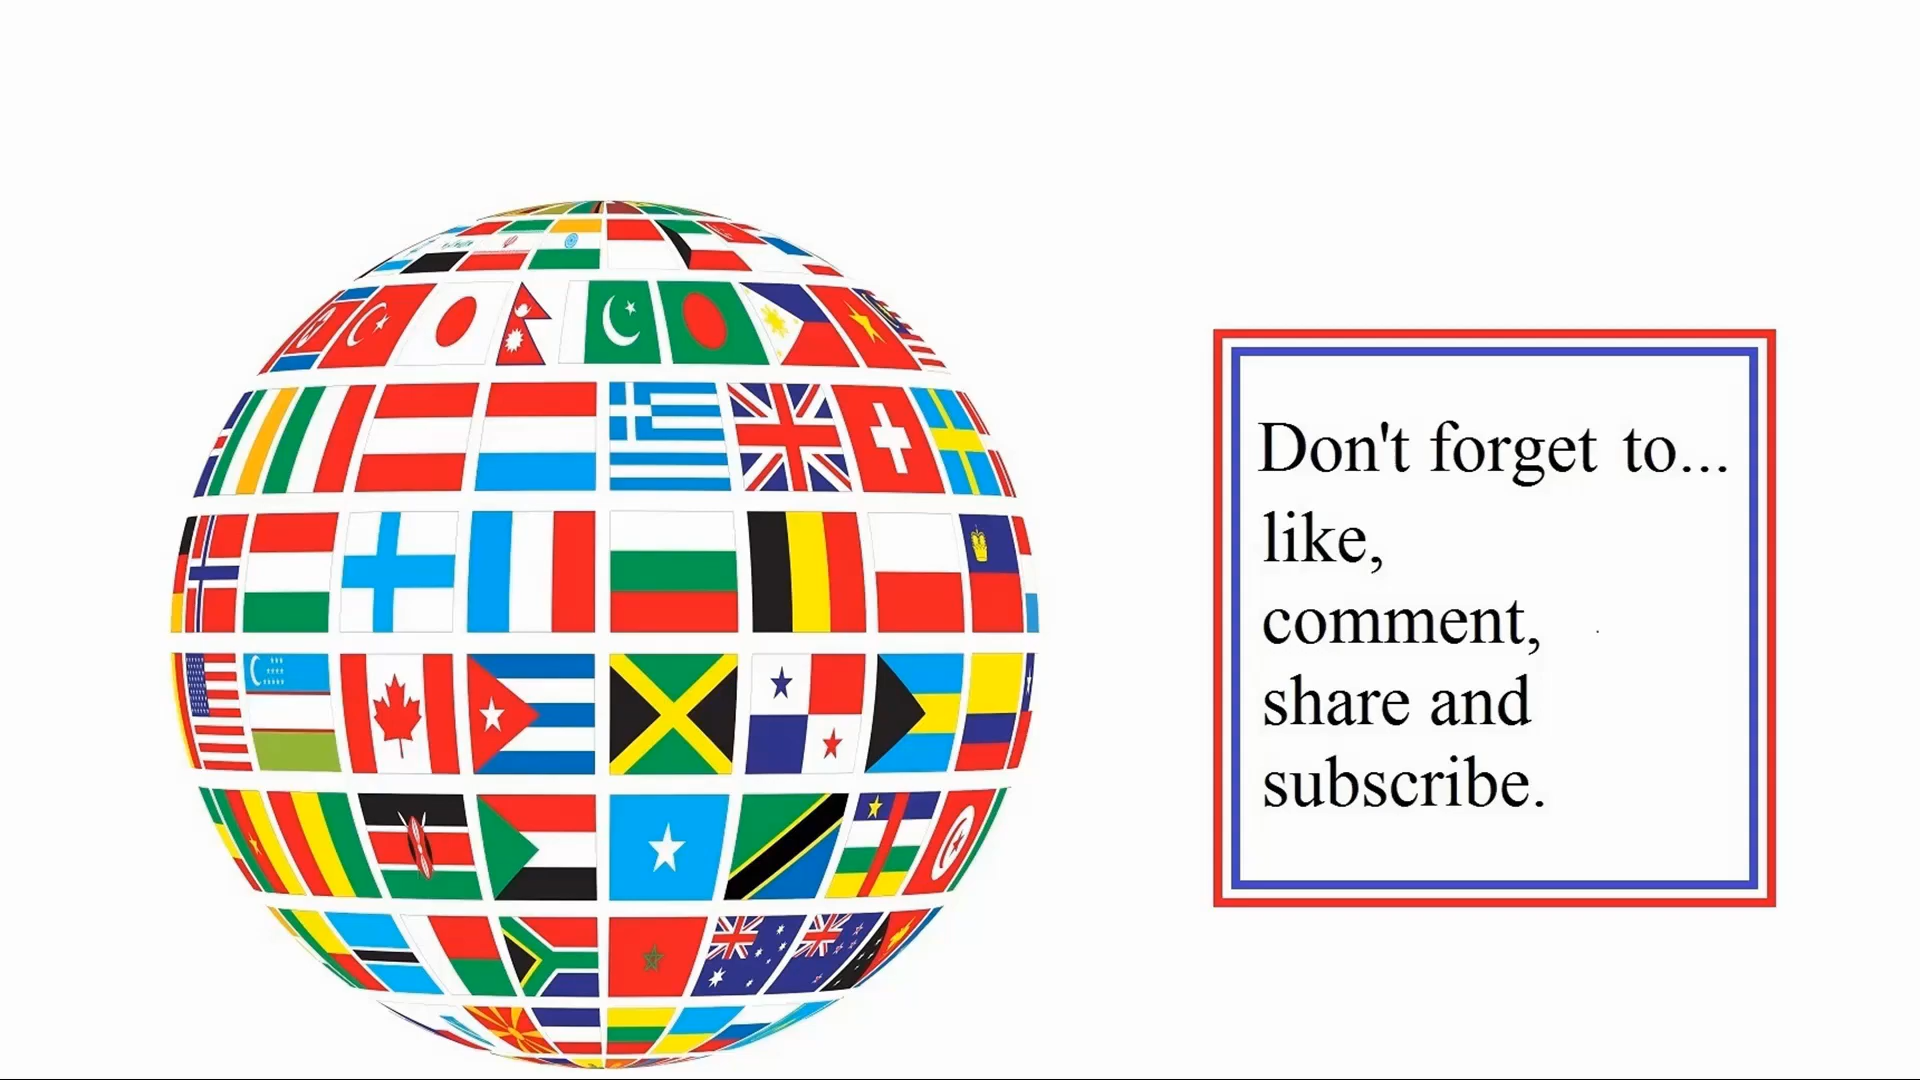 Don't forget to...
like,
comment,
share and
subscribe.